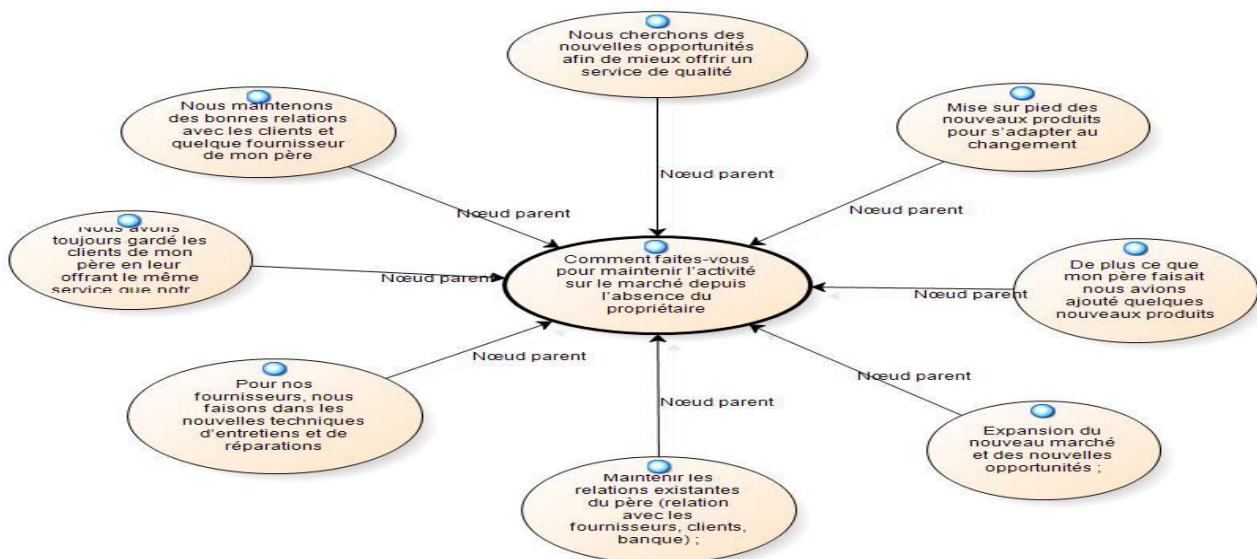 Nous cherchons des
nouvelles opportunités
afin de mieux offrir un
service de qualité
Nous maintenons
des bonnes relations
avec les clients et
quelque fournisseur
de mon père
Mise sur pied des
nouveaux produits
pour s'adapter au
changement
Nœud parent
Nœud parent
Nœud parent
Nous avons
toujours gardé les
clients de mon
père en leur
offrant le même
service que notr...
Nœud parent
Comment faites-vous
pour maintenir l'activité
sur le marché depuis
l'absence du
propriétaire
Nœud parent
De plus ce que
mon père faisait
nous avions
ajouté quelques
nouveaux produits
Nœud parent
Nœud parent
Nœud parent
Pour nos
fournisseurs, nous
faisons dans les
nouvelles techniques
d'entretiens et de
réparations
Maintenir les
relations existantes
du père (relation
avec les
fournisseurs, clients,
banque) ;
Expansion du
nouveau marché
et des nouvelles
opportunités ;